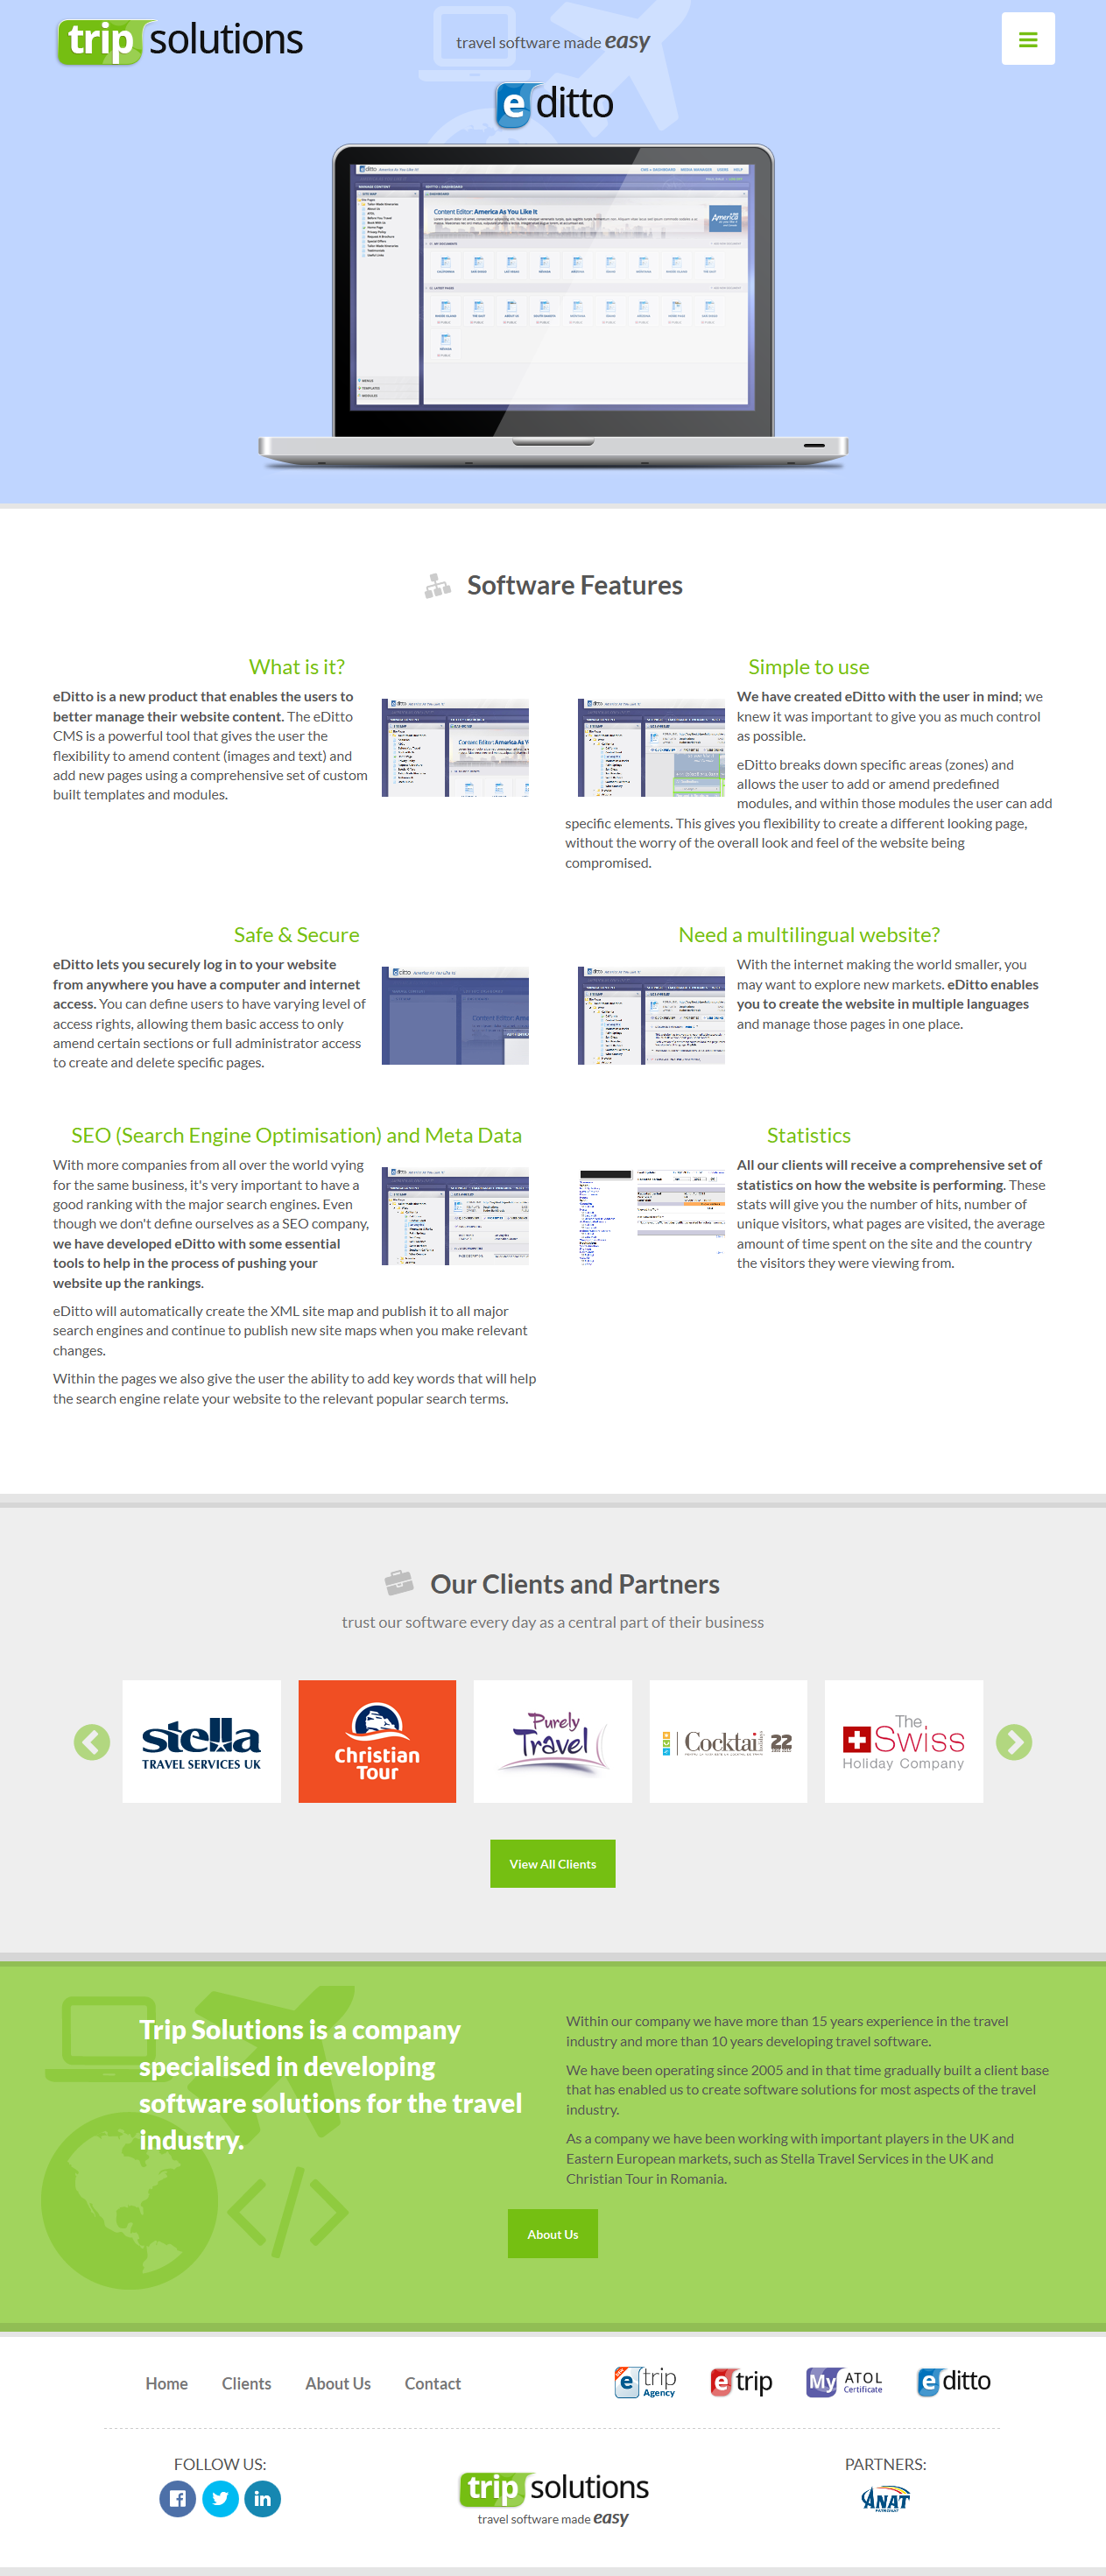 trip solutions
travel software made easy
e ditto
Content Editor: America As You Like It
Software Features
What is it?
eDitto is a new product that enables the users to
better manage their website content. The eDitto
CMS is a powerful tool that gives the user the
flexibility to amend content (images and text) and
add new pages using a comprehensive set of custom
built templates and modules.
Simple to use
We have created eDitto with the user in mind; we
knew it was important to give you as much control
as possible.
eDitto breaks down specific areas (zones) and
allows the user to add or amend predefined
modules, and within those modules the user can add
specific elements. This gives you flexibility to create a different looking page,
without the worry of the overall look and feel of the website being
compromised.
Safe & Secure
eDitto lets you securely log in to your website
from anywhere you have a computer and internet
access. You can define users to have varying level of
access rights, allowing them basic access to only
amend certain sections or full administrator access
to create and delete specific pages.
Need a multilingual website?
With the internet making the world smaller, you
may want to explore new markets. eDitto enables
you to create the website in multiple languages
and manage those pages in one place.
SEO (Search Engine Optimisation) and Meta Data
With more companies from all over the world vying
for the same business, it's very important to have a
good ranking with the major search engines. Even
though we don't define ourselves as a SEO company,
we have developed eDitto with some essential
tools to help in the process of pushing your
website up the rankings.
eDitto will automatically create the XML site map and publish it to all major
search engines and continue to publish new site maps when you make relevant
changes.
Within the pages we also give the user the ability to add key words that will help
the search engine relate your website to the relevant popular search terms.
Statistics
All our clients will receive a comprehensive set of
statistics on how the website is performing. These
stats will give you the number of hits, number of
unique visitors, what pages are visited, the average
amount of time spent on the site and the country
the visitors they were viewing from.
Our Clients and Partners
trust our software every day as a central part of their business
stella
TRAVEL SERVICES UK
Christian
Tour
Purely
Travel
Cocktail
22
The
Swiss
Holiday Company
View All Clients
Trip Solutions is a company
specialised in developing
software solutions for the travel
industry.
Within our company we have more than 15 years experience in the travel
industry and more than 10 years developing travel software.
We have been operating since 2005 and in that time gradually built a client base
that has enabled us to create software solutions for most aspects of the travel
industry.
As a company we have been working with important players in the UK and
Eastern European markets, such as Stella Travel Services in the UK and
Christian Tour in Romania.
About Us
Home Clients About Us Contact
e trip Agency
e trip
My ATOL Certificate
e ditto
FOLLOW US:
trip solutions
travel software made easy
PARTNERS:
ANAT